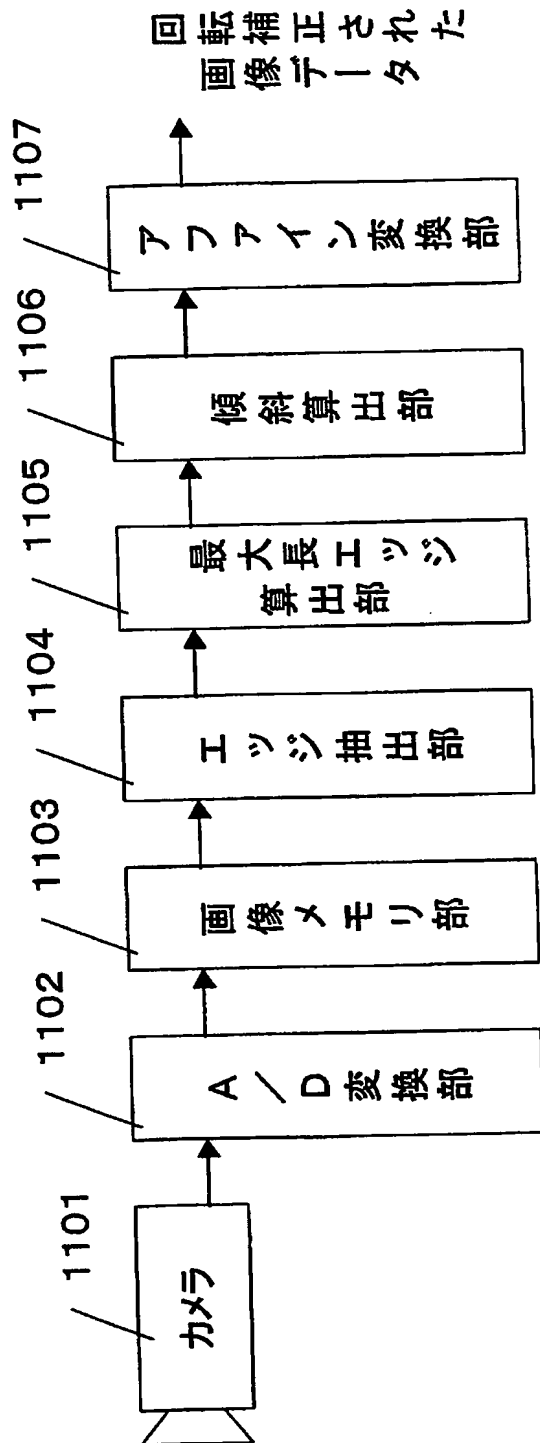 1101
カメラ
1102
A/D変換部
1103
画像メモリ部
1104
エッジ抽出部
1105
最大長エッジ
算出部
1106
傾斜算出部
1107
アファイン変換部
回転補正された
画像データ